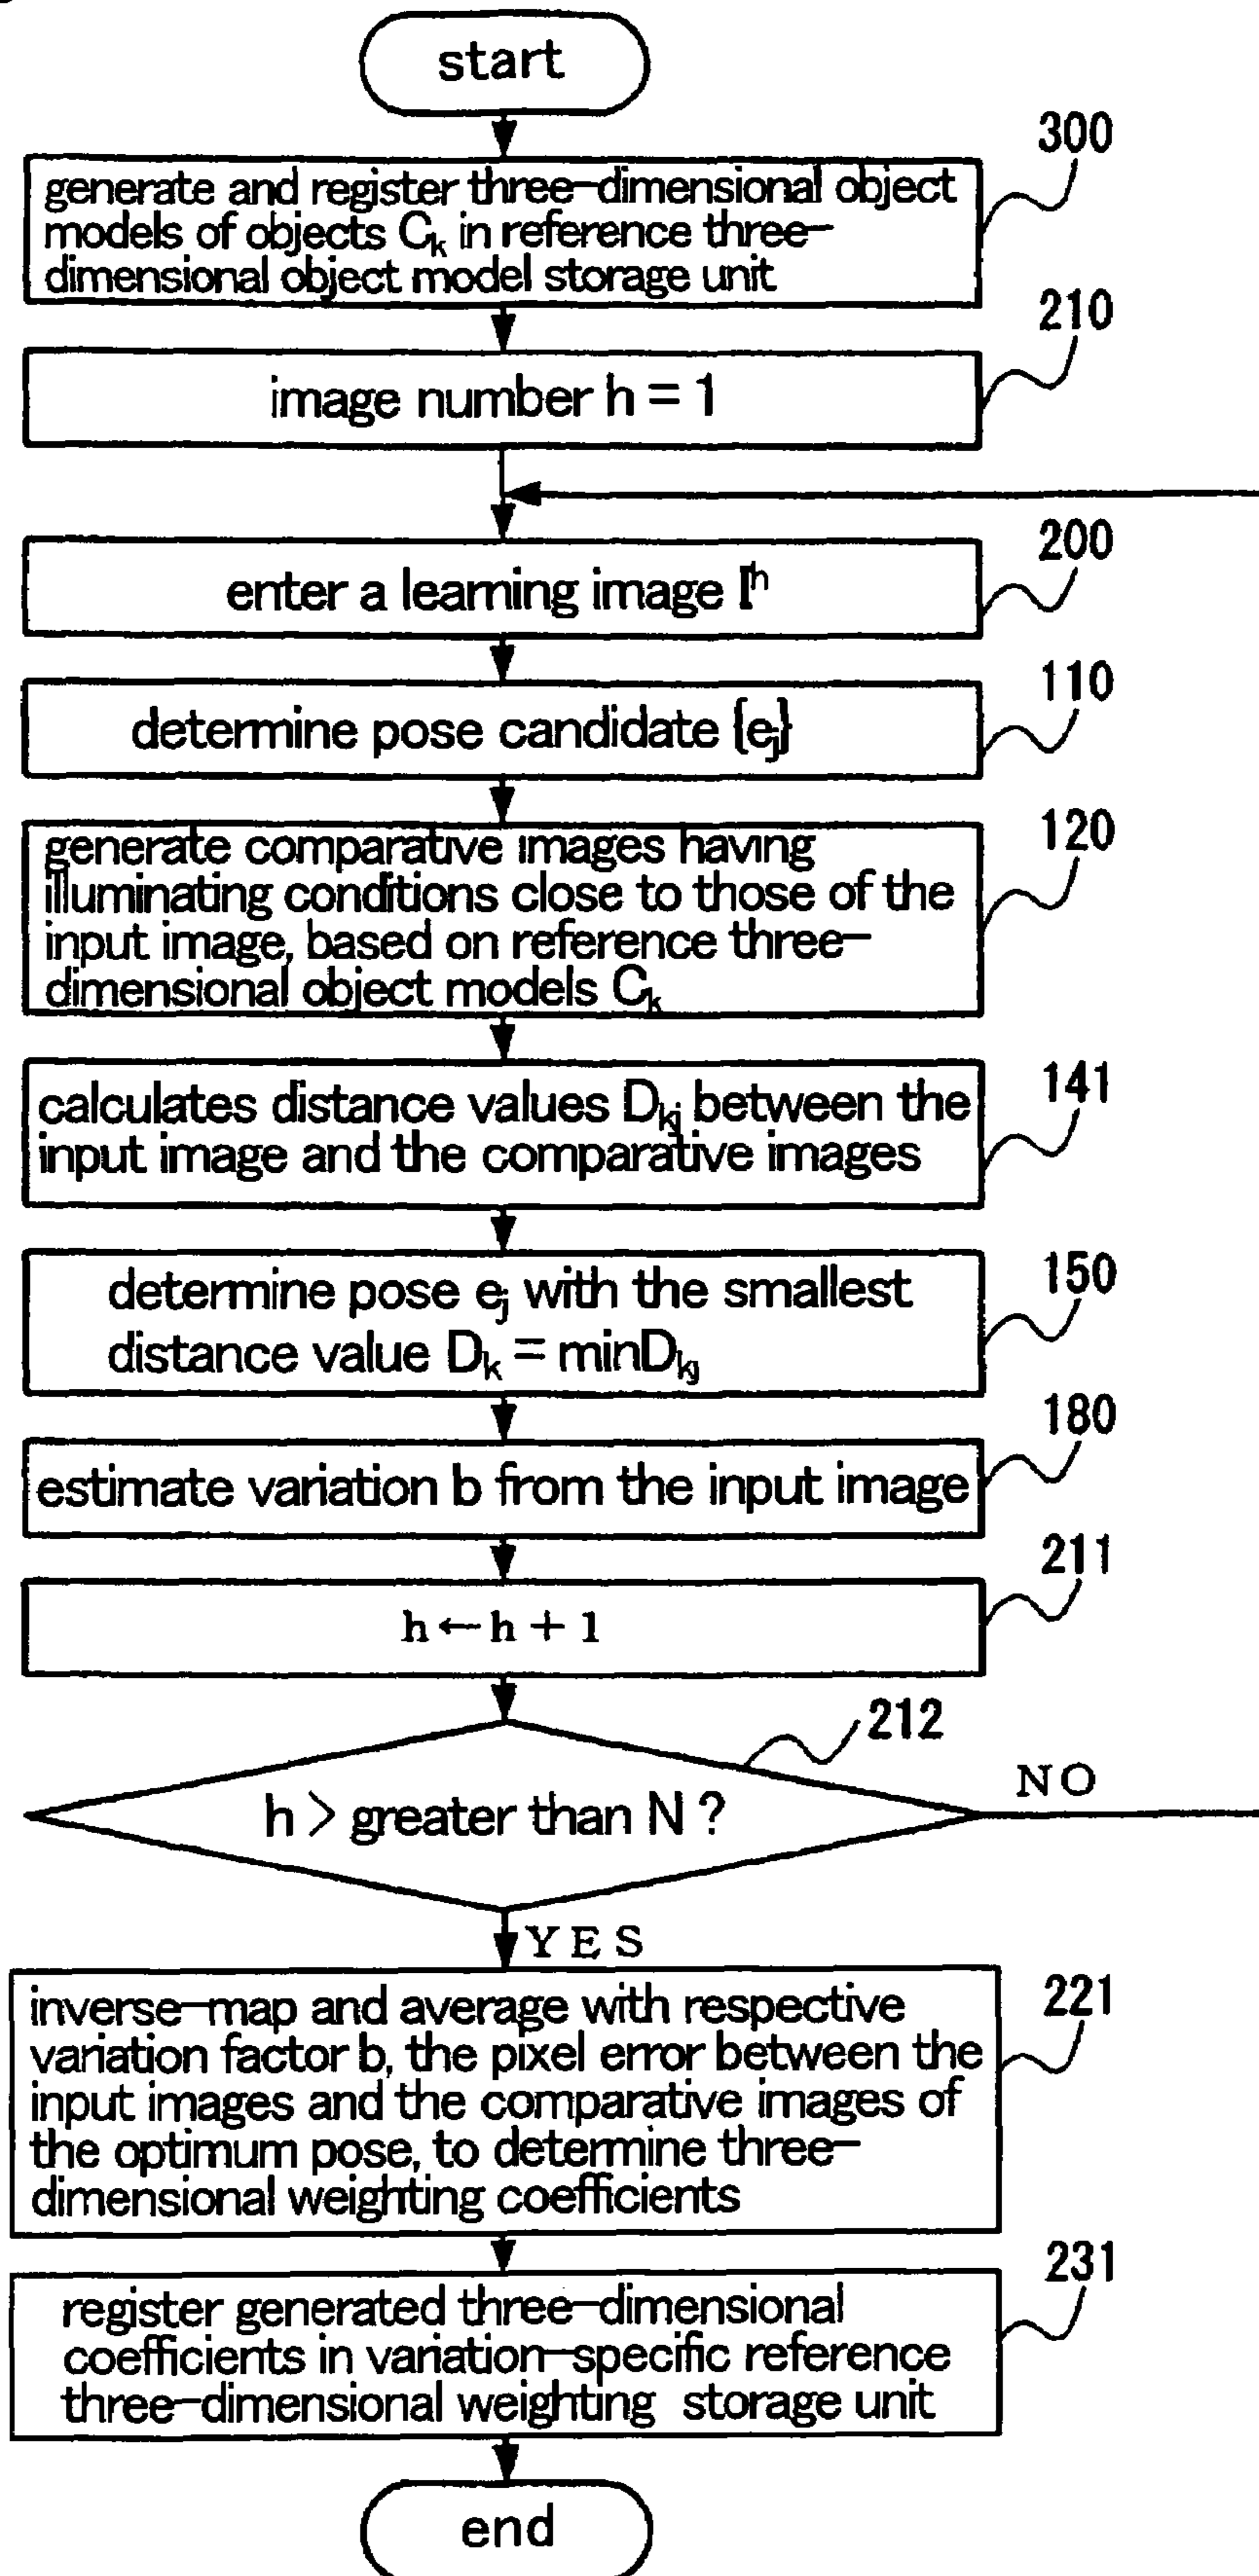 start
300
generate and register three-dimensional object
models of objects Cₖ in reference three-
dimensional object model storage unit
210
image number h = 1
200
enter a learning image Iʰ
110
determine pose candidate {eⱼ}
120
generate comparative images having
illuminating conditions close to those of the
input image, based on reference three-
dimensional object models Cₖ
141
calculates distance values Dₖⱼ between the
input image and the comparative images
150
determine pose eⱼ with the smallest
distance value Dₖ = minDₖⱼ
180
estimate variation b from the input image
211
h ← h + 1
212
h > greater than N ?
NO
YES
221
inverse-map and average with respective
variation factor b, the pixel error between the
input images and the comparative images of
the optimum pose, to determine three-
dimensional weighting coefficients
231
register generated three-dimensional
coefficients in variation-specific reference
three-dimensional weighting storage unit
end